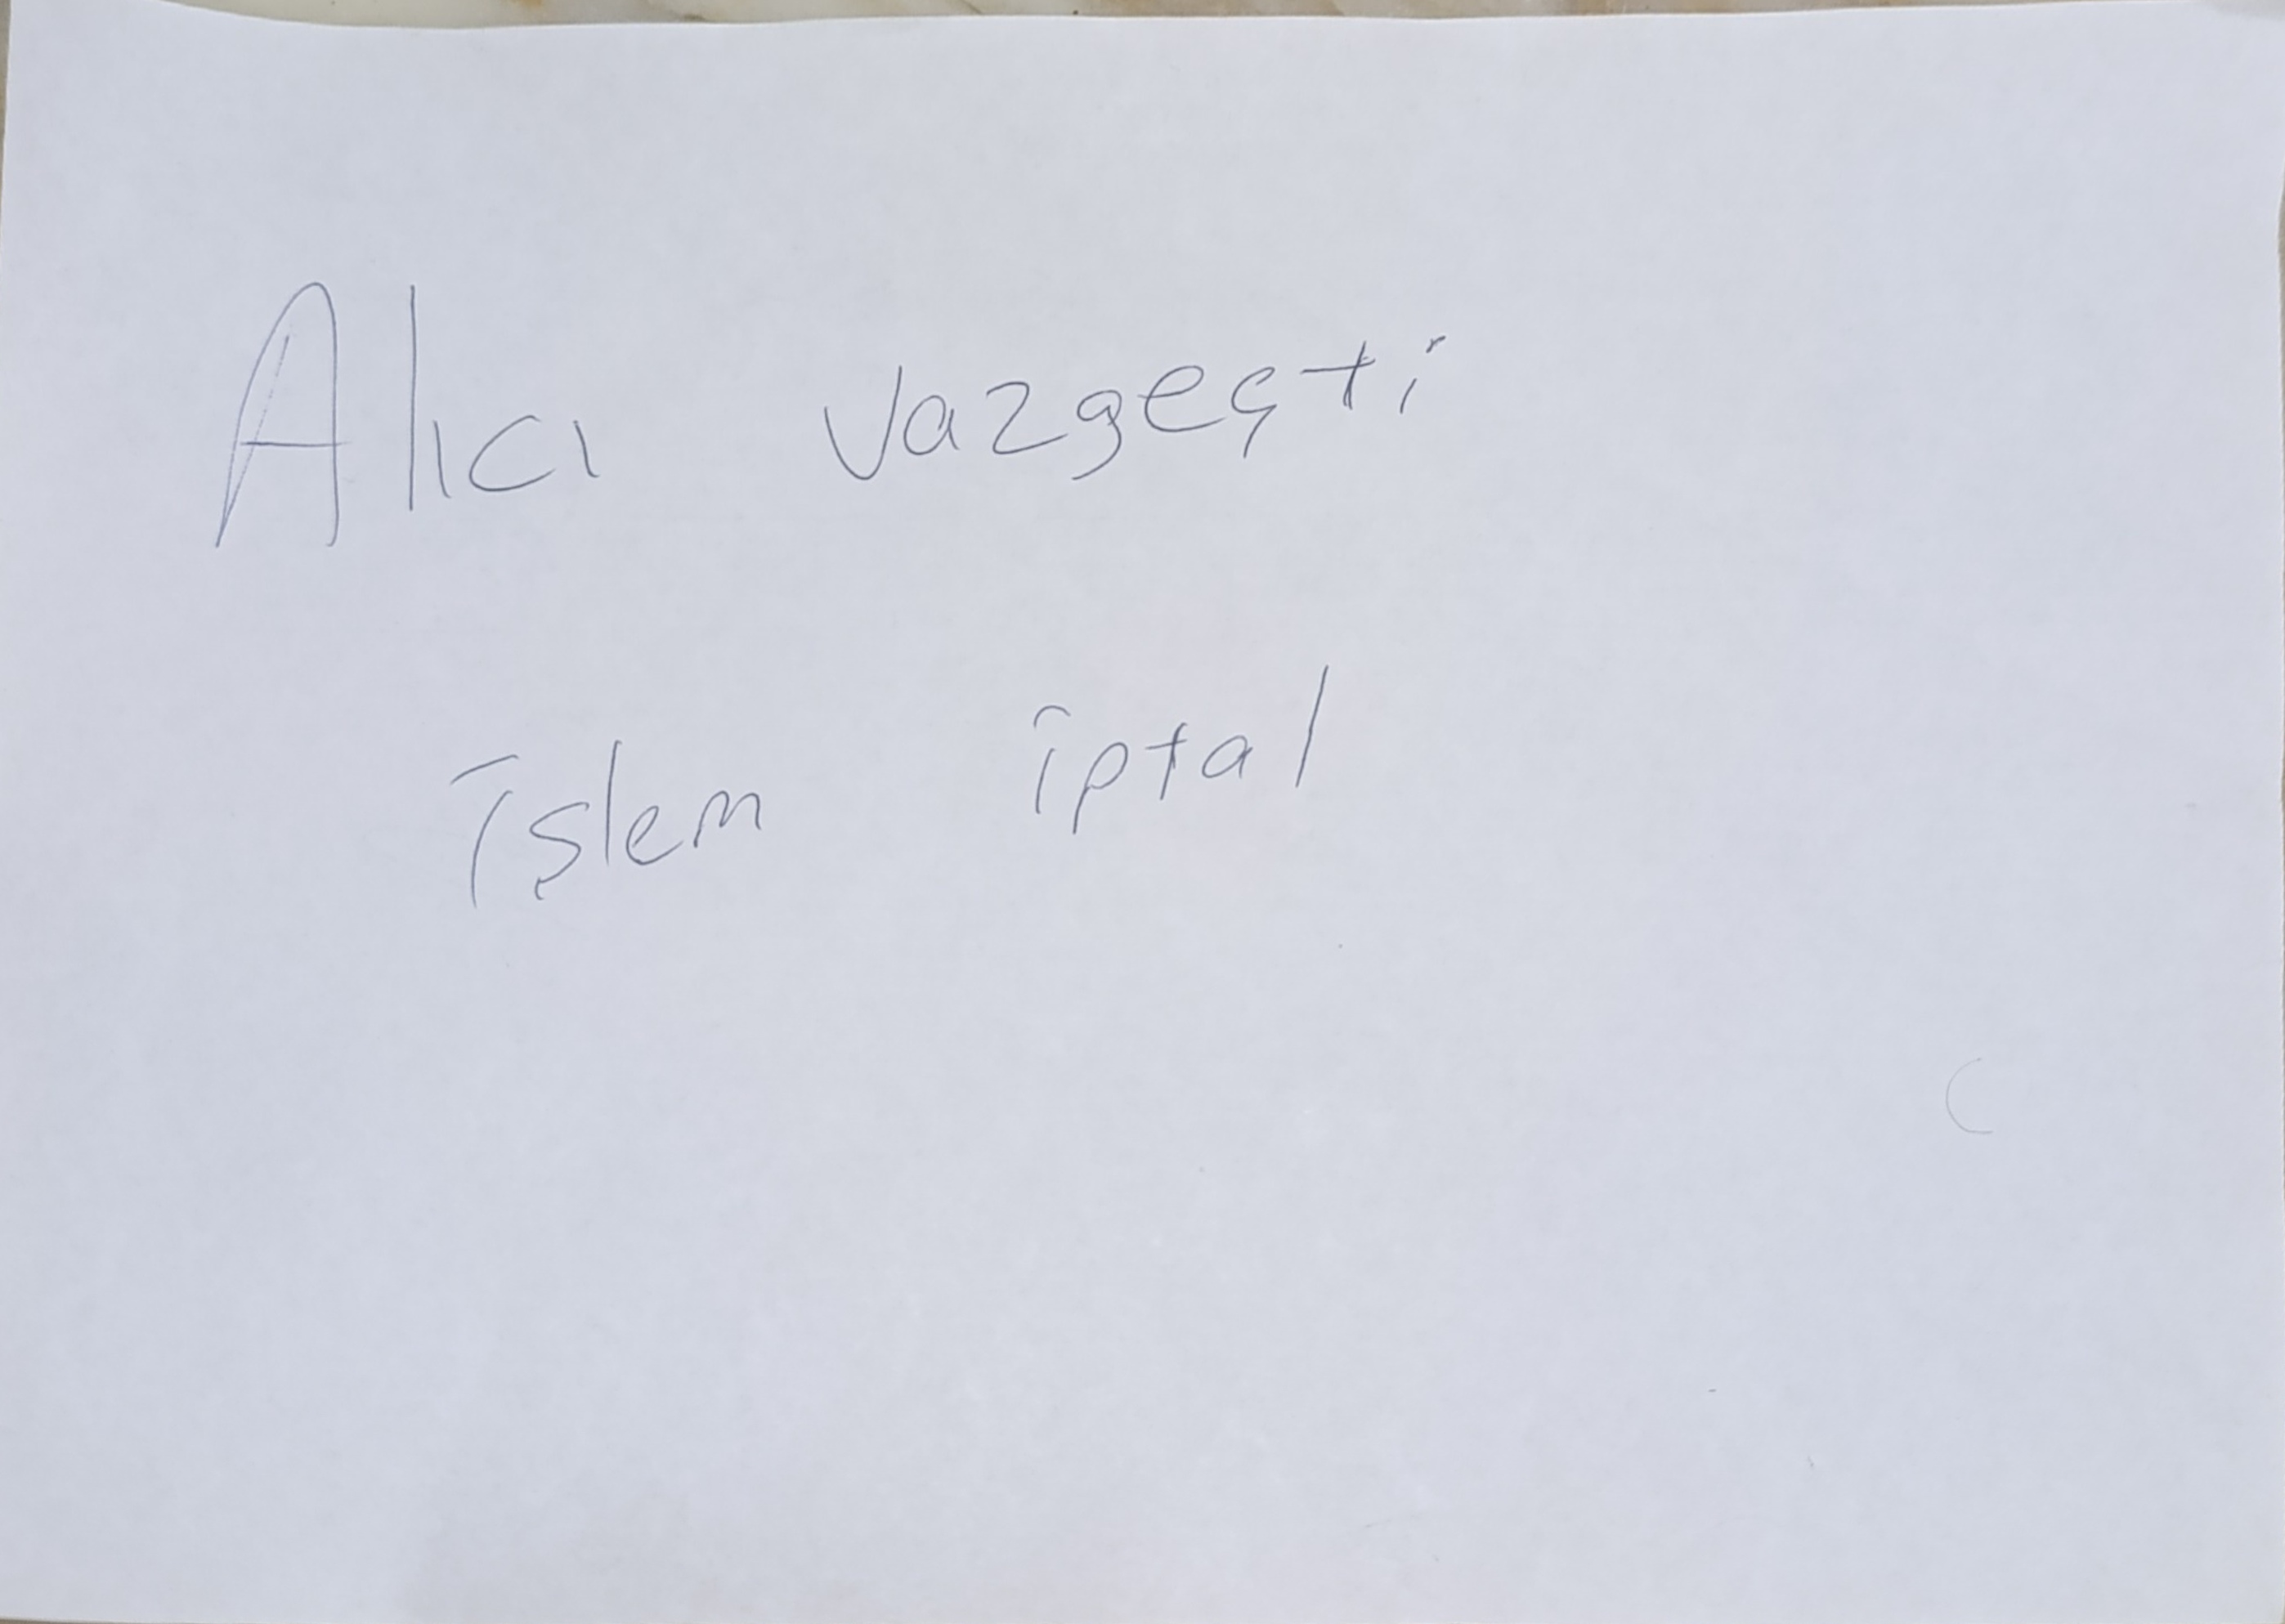 Alıcı vazgeçti
İşlem iptal